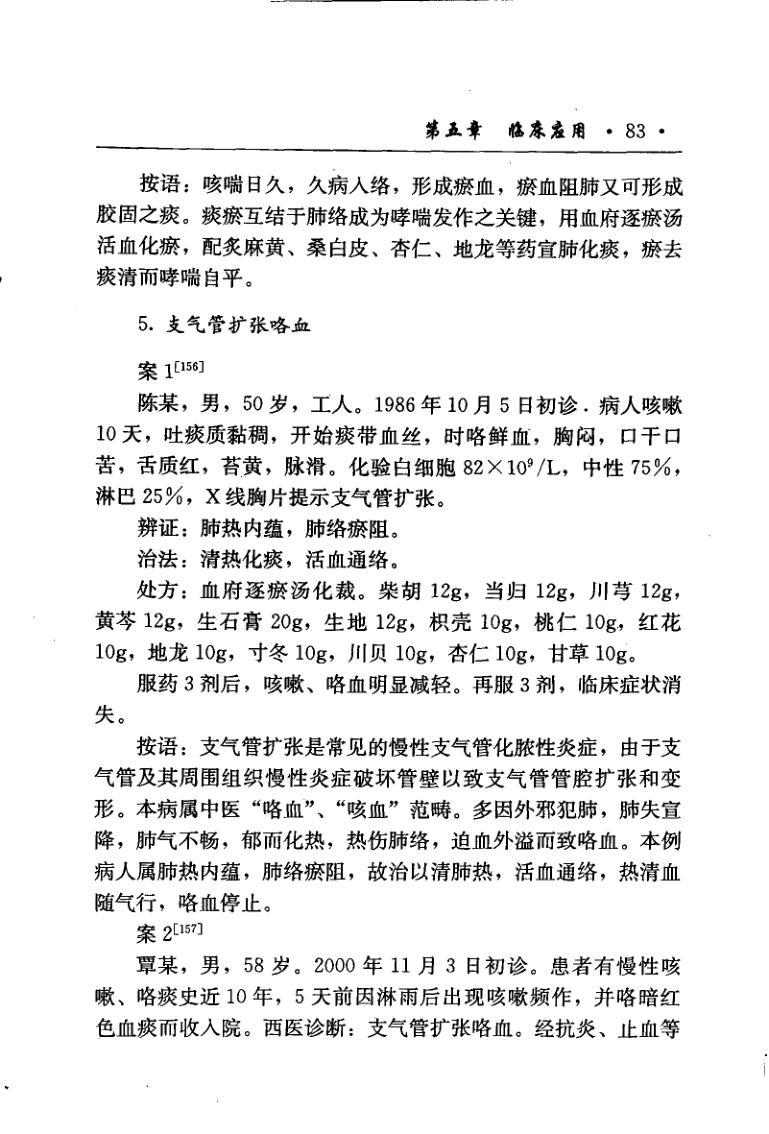 第五章 临床应用 · 83 ·
按语：咳喘日久，久病入络，形成瘀血，瘀血阻肺又可形成
胶固之痰。痰瘀互结于肺络成为哮喘发作之关键，用血府逐瘀汤
活血化瘀，配炙麻黄、桑白皮、杏仁、地龙等药宣肺化痰，瘀去
痰清而哮喘自平。
5. 支气管扩张咯血
案 1[156]
陈某，男，50 岁，工人。1986 年 10 月 5 日初诊．病人咳嗽
10 天，吐痰质黏稠，开始痰带血丝，时咯鲜血，胸闷，口干口
苦，舌质红，苔黄，脉滑。化验白细胞 82×10⁹/L，中性 75%，
淋巴 25%，X 线胸片提示支气管扩张。
辨证：肺热内蕴，肺络瘀阻。
治法：清热化痰，活血通络。
处方：血府逐瘀汤化裁。柴胡 12g，当归 12g，川芎 12g，
黄芩 12g，生石膏 20g，生地 12g，枳壳 10g，桃仁 10g，红花
10g，地龙 10g，寸冬 10g，川贝 10g，杏仁 10g，甘草 10g。
服药 3 剂后，咳嗽、咯血明显减轻。再服 3 剂，临床症状消
失。
按语：支气管扩张是常见的慢性支气管化脓性炎症，由于支
气管及其周围组织慢性炎症破坏管壁以致支气管管腔扩张和变
形。本病属中医“咯血”、“咳血”范畴。多因外邪犯肺，肺失宣
降，肺气不畅，郁而化热，热伤肺络，迫血外溢而致咯血。本例
病人属肺热内蕴，肺络瘀阻，故治以清肺热，活血通络，热清血
随气行，咯血停止。
案 2[157]
覃某，男，58 岁。2000 年 11 月 3 日初诊。患者有慢性咳
嗽、咯痰史近 10 年，5 天前因淋雨后出现咳嗽频作，并咯暗红
色血痰而收入院。西医诊断：支气管扩张咯血。经抗炎、止血等